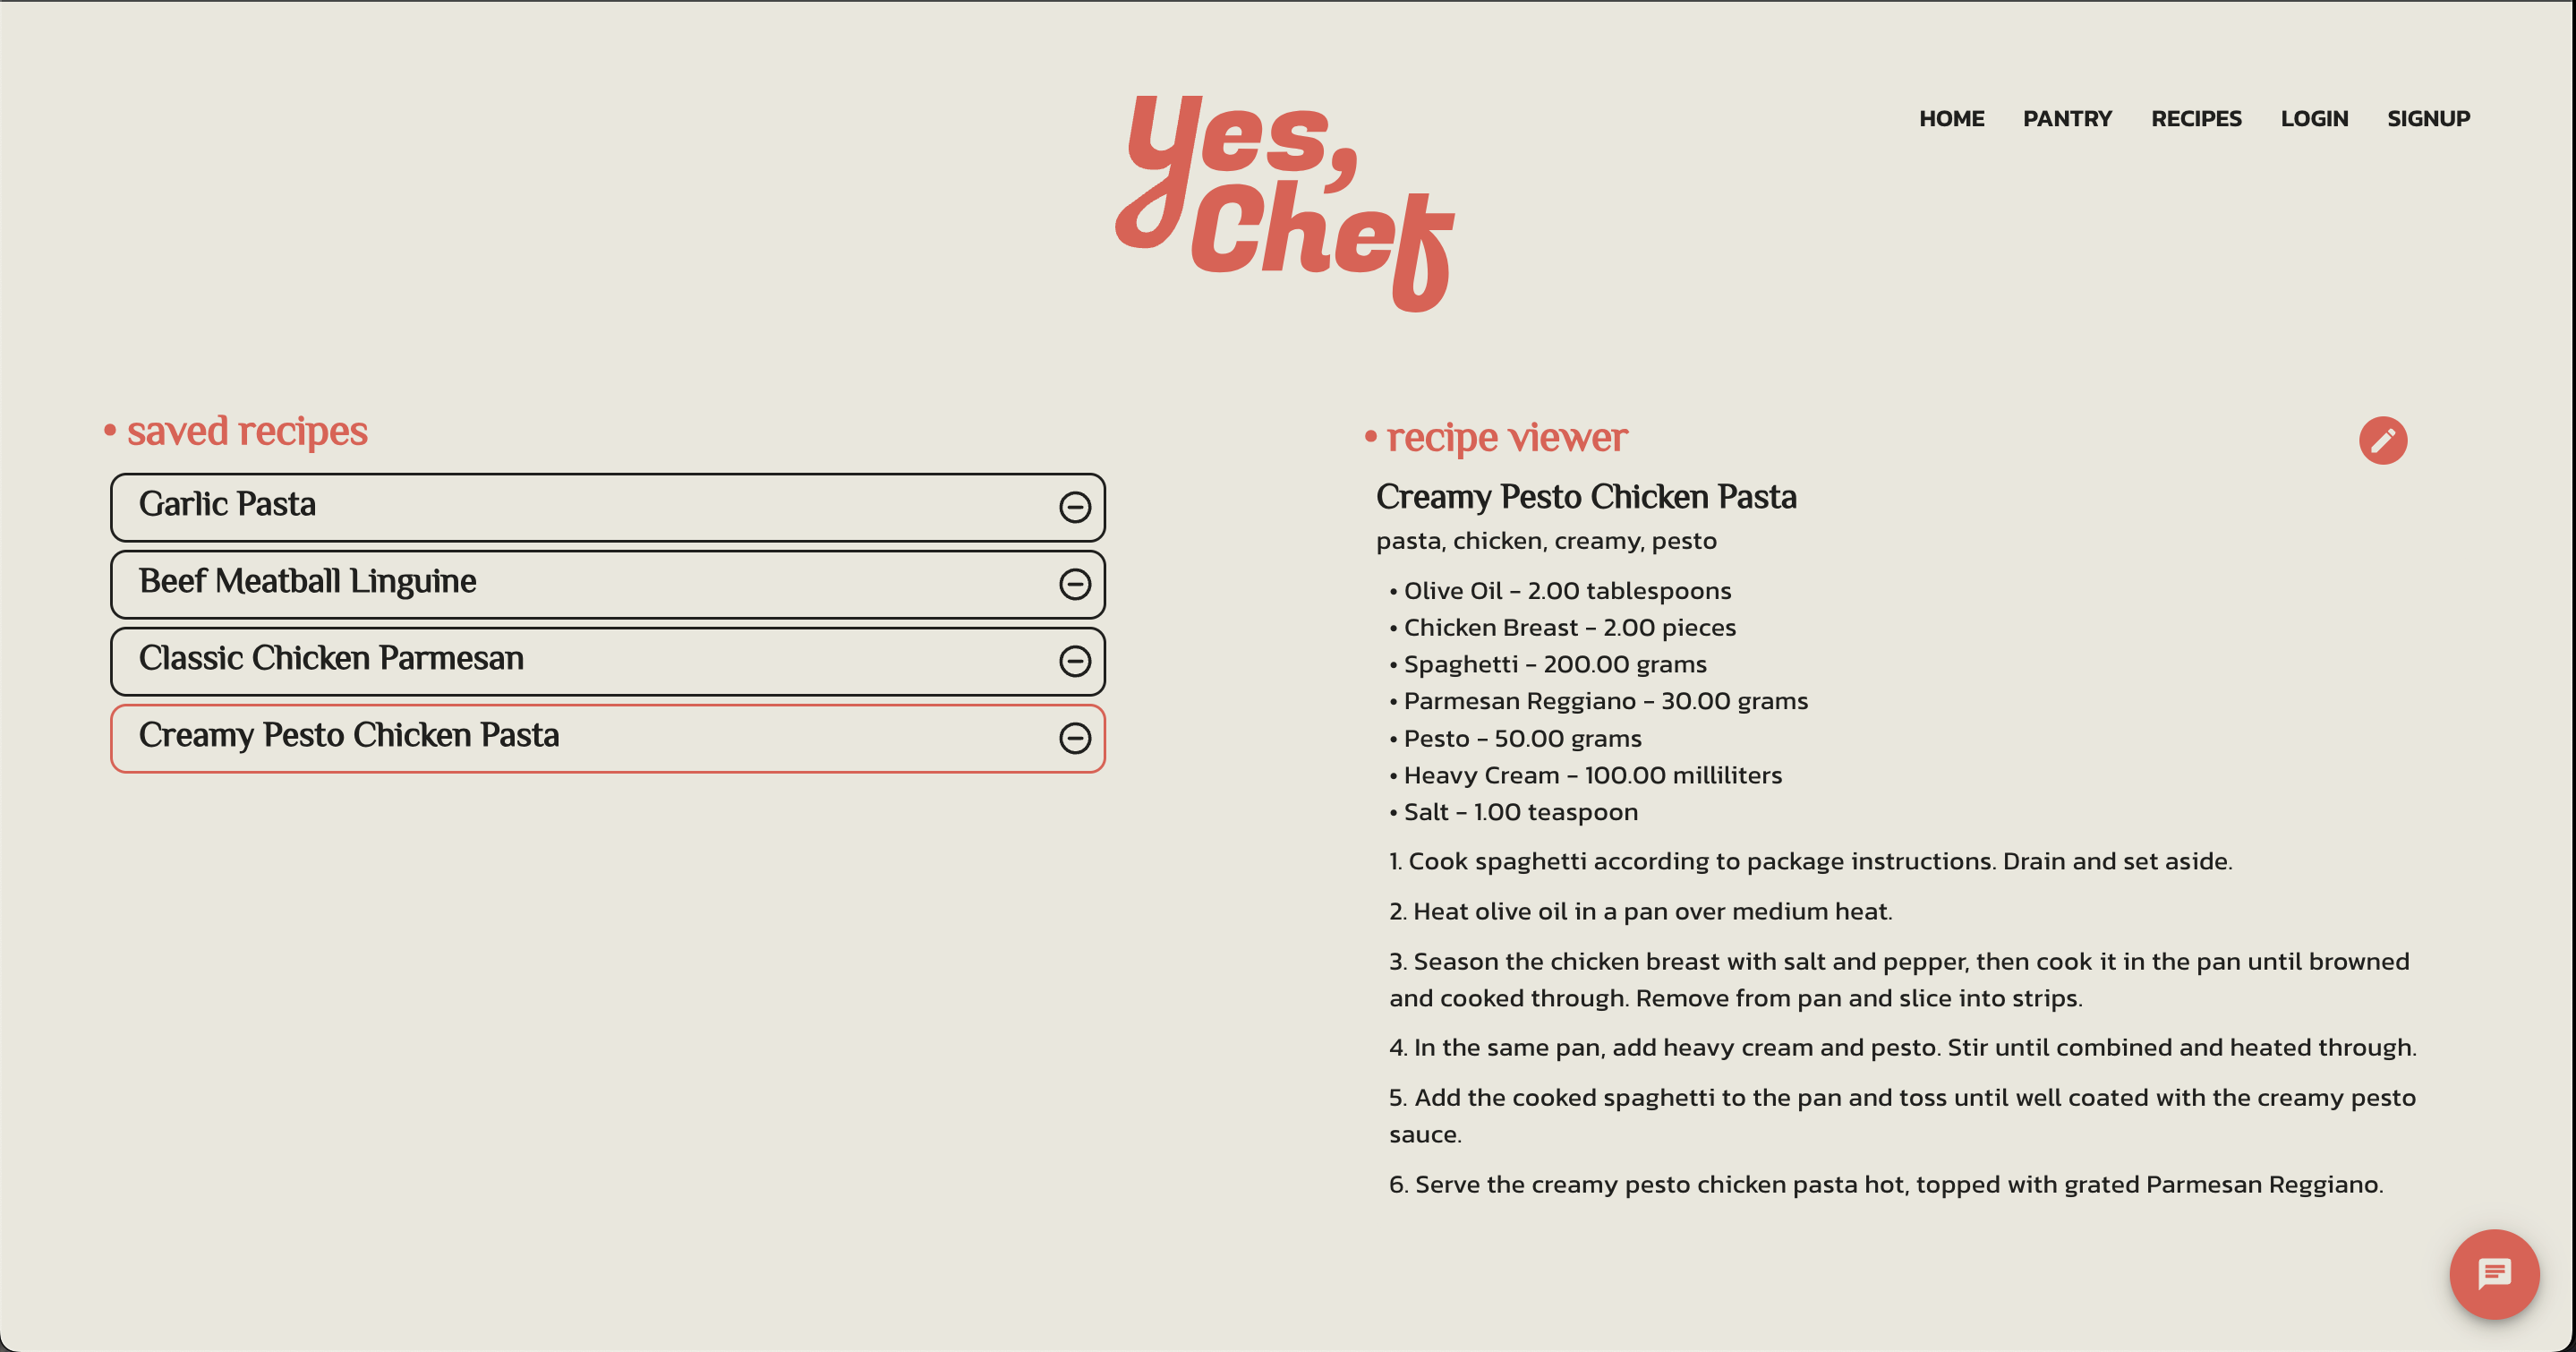 Yes,
Chef
HOME PANTRY RECIPES LOGIN SIGNUP
• saved recipes
Garlic Pasta
Beef Meatball Linguine
Classic Chicken Parmesan
Creamy Pesto Chicken Pasta
• recipe viewer
Creamy Pesto Chicken Pasta
pasta, chicken, creamy, pesto
• Olive Oil - 2.00 tablespoons
• Chicken Breast - 2.00 pieces
• Spaghetti - 200.00 grams
• Parmesan Reggiano - 30.00 grams
• Pesto - 50.00 grams
• Heavy Cream - 100.00 milliliters
• Salt - 1.00 teaspoon
1. Cook spaghetti according to package instructions. Drain and set aside.
2. Heat olive oil in a pan over medium heat.
3. Season the chicken breast with salt and pepper, then cook it in the pan until browned
and cooked through. Remove from pan and slice into strips.
4. In the same pan, add heavy cream and pesto. Stir until combined and heated through.
5. Add the cooked spaghetti to the pan and toss until well coated with the creamy pesto
sauce.
6. Serve the creamy pesto chicken pasta hot, topped with grated Parmesan Reggiano.